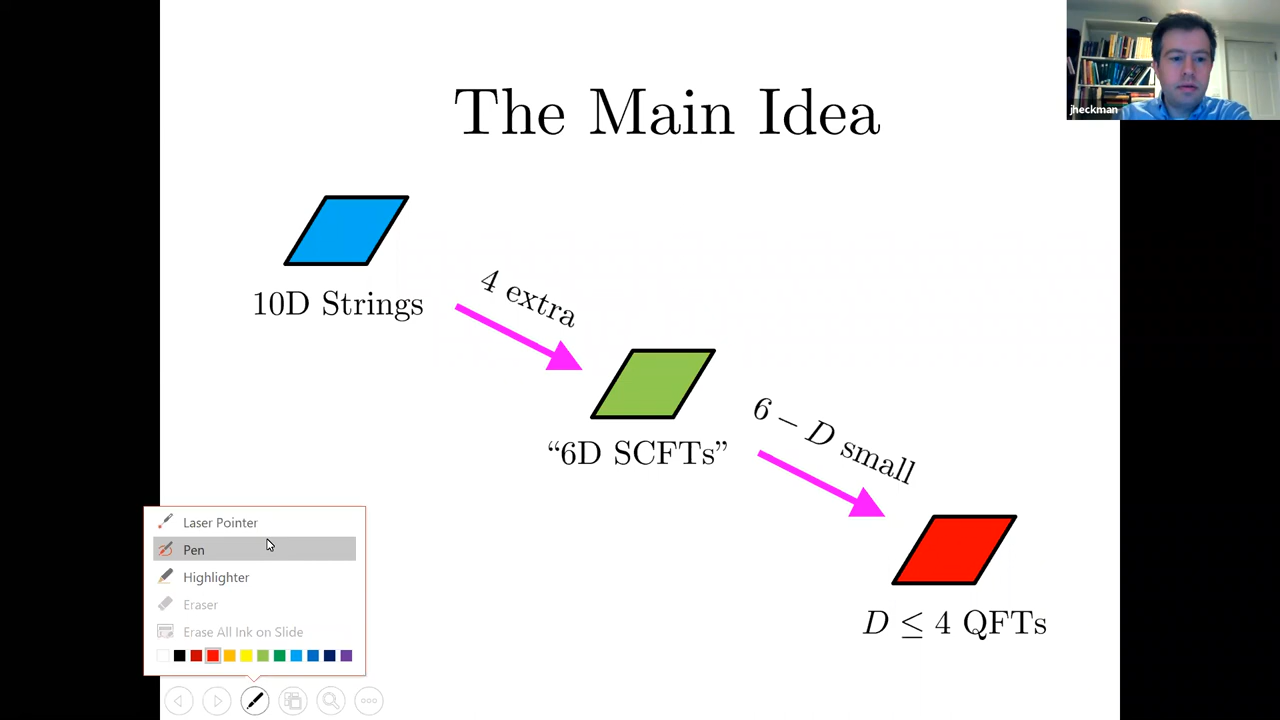 jheckman
The Main Idea
10D Strings
4 extra
“6D SCFTs”
6 − D small
D ≤ 4 QFTs
Laser Pointer
Pen
Highlighter
Eraser
Erase All Ink on Slide